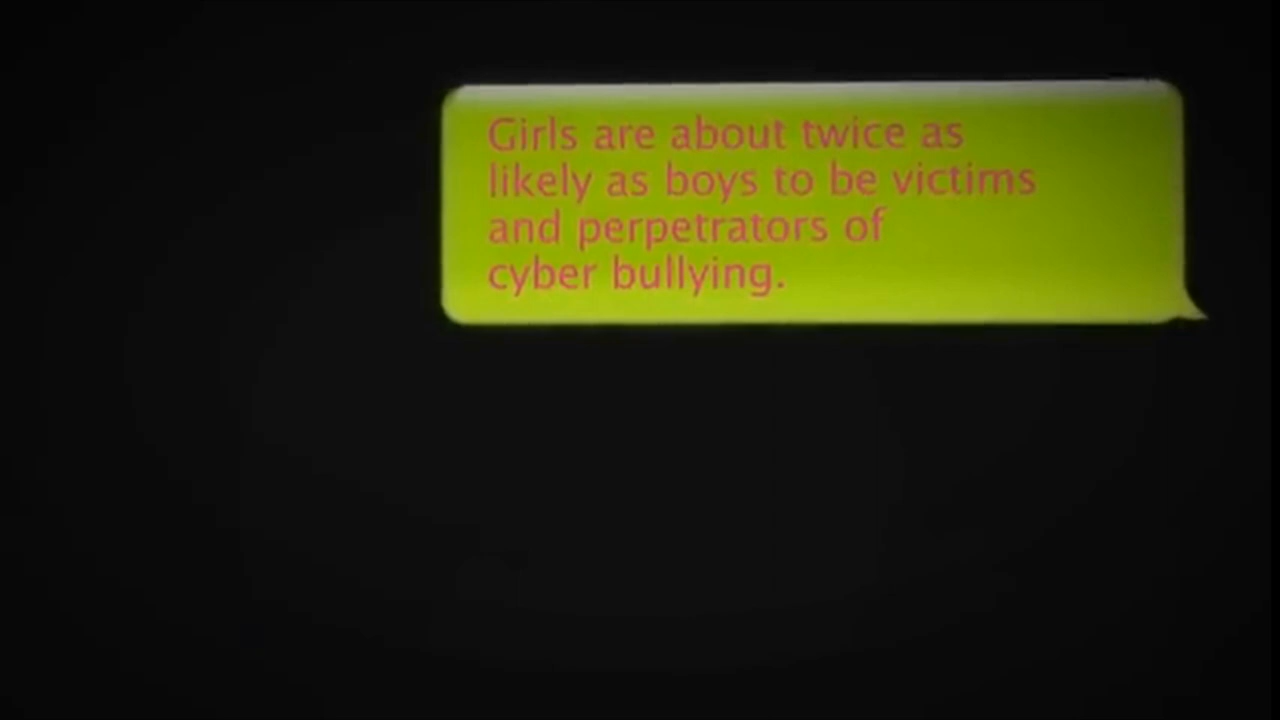 Girls are about twice as
likely as boys to be victims
and perpetrators of
cyber bullying.